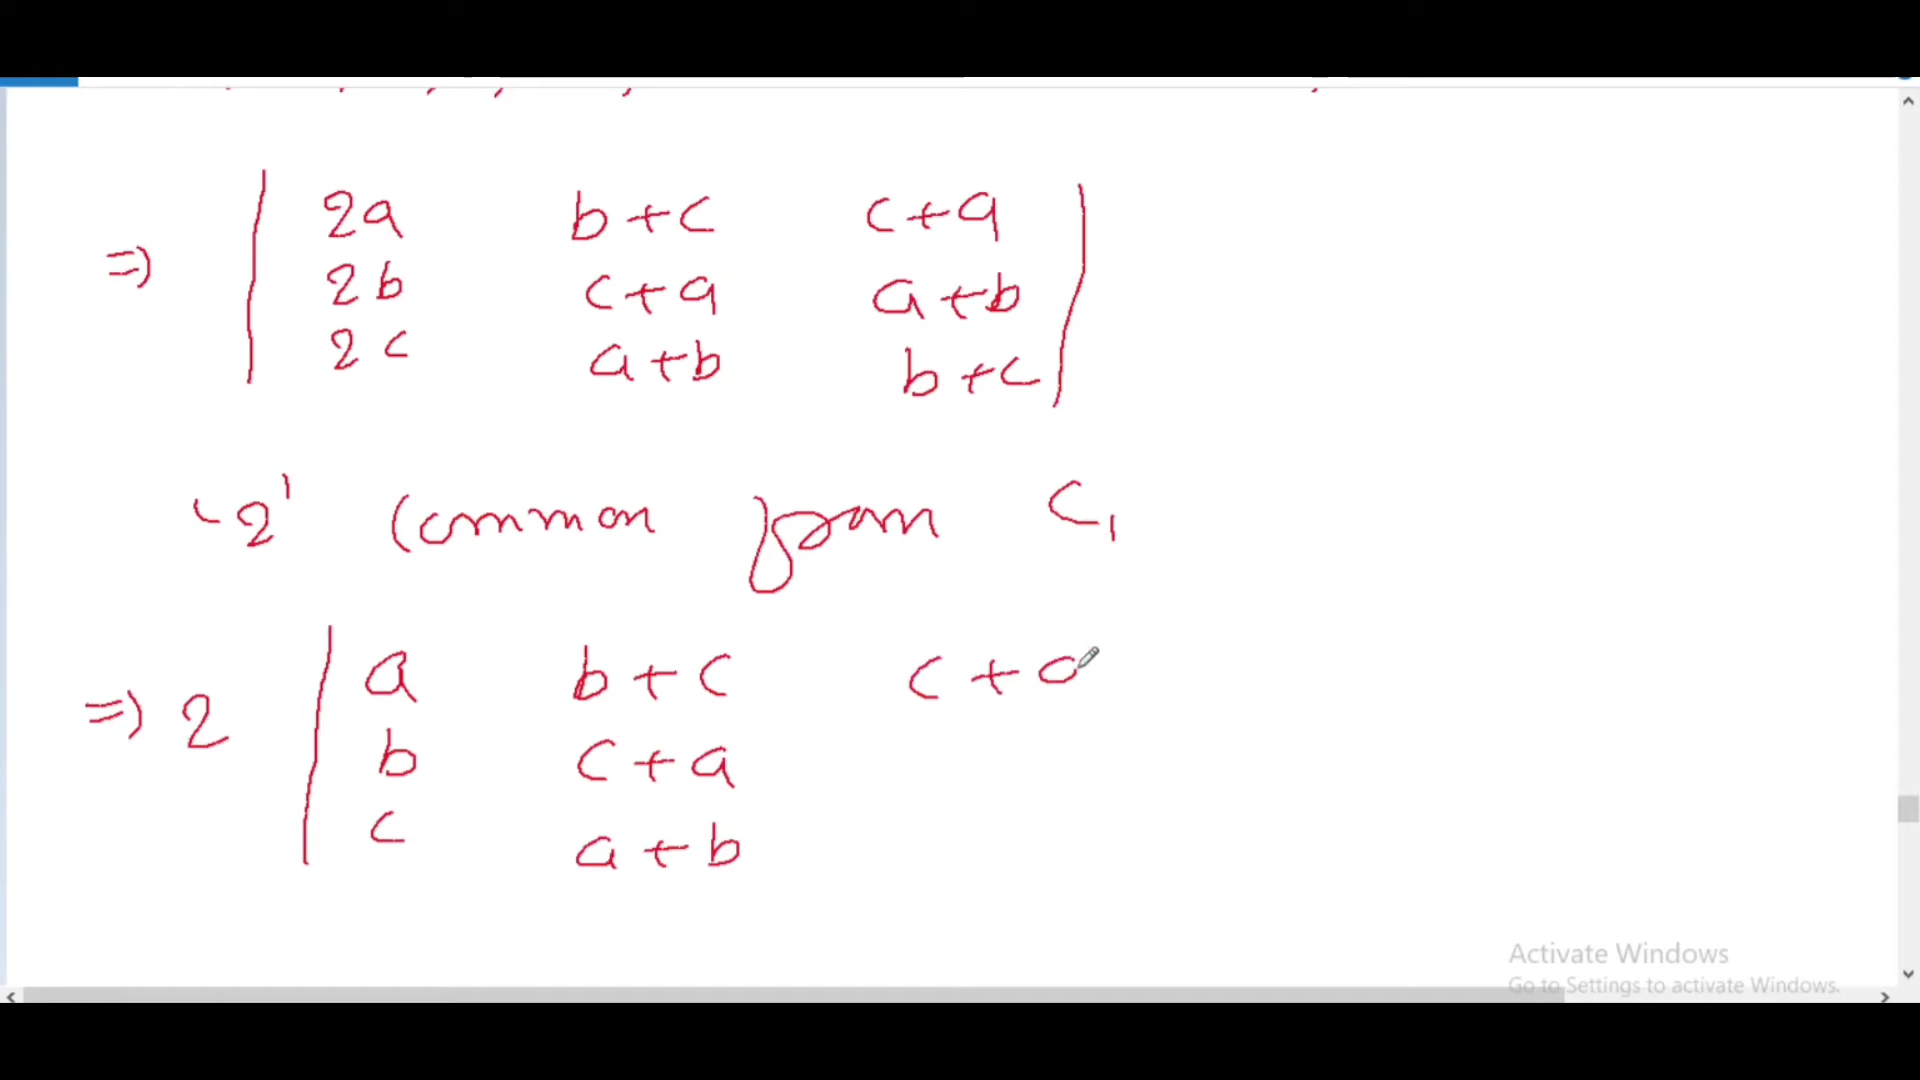 2a b+c c+a
=> 2b c+a a+b
2c a+b b+c
'2' common from C₁
a b+c c+a
=> 2 b c+a
c a+b
Activate Windows
Go to Settings to activate Windows.